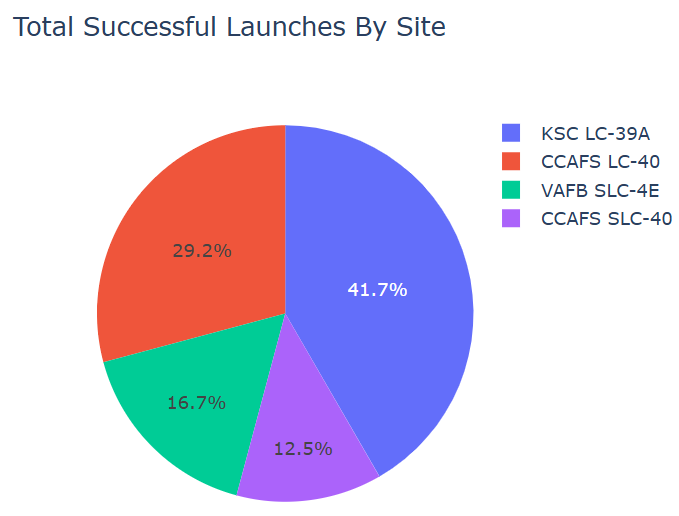 Total Successful Launches By Site
KSC LC-39A
CCAFS LC-40
VAFB SLC-4E
CCAFS SLC-40
29.2%
41.7%
16.7%
12.5%